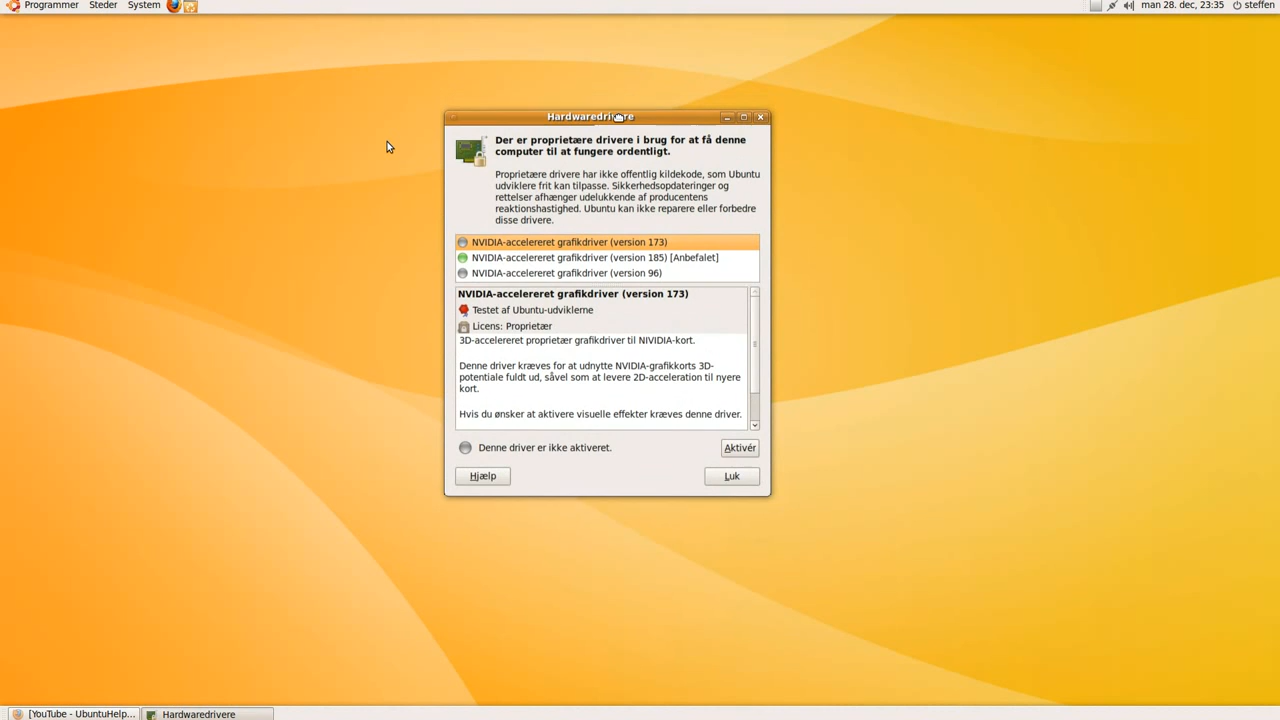 Programmer Steder System man 28. dec, 23:35 steffen
Hardwaredrivere
Der er proprietære drivere i brug for at få denne
computer til at fungere ordentligt.
Proprietære drivere har ikke offentlig kildekode, som Ubuntu
udviklere frit kan tilpasse. Sikkerhedsopdateringer og
rettelser afhænger udelukkende af producentens
reaktionshastighed. Ubuntu kan ikke reparere eller forbedre
disse drivere.
NVIDIA-accelereret grafikdriver (version 173)
NVIDIA-accelereret grafikdriver (version 185) [Anbefalet]
NVIDIA-accelereret grafikdriver (version 96)
NVIDIA-accelereret grafikdriver (version 173)
Testet af Ubuntu-udviklerne
Licens: Proprietær
3D-accelereret proprietær grafikdriver til NIVIDIA-kort.
Denne driver kræves for at udnytte NVIDIA-grafikkorts 3D-
potentiale fuldt ud, såvel som at levere 2D-acceleration til nyere
kort.
Hvis du ønsker at aktivere visuelle effekter kræves denne driver.
Denne driver er ikke aktiveret. Aktivér
Hjælp Luk
[YouTube - UbuntuHelp... Hardwaredrivere